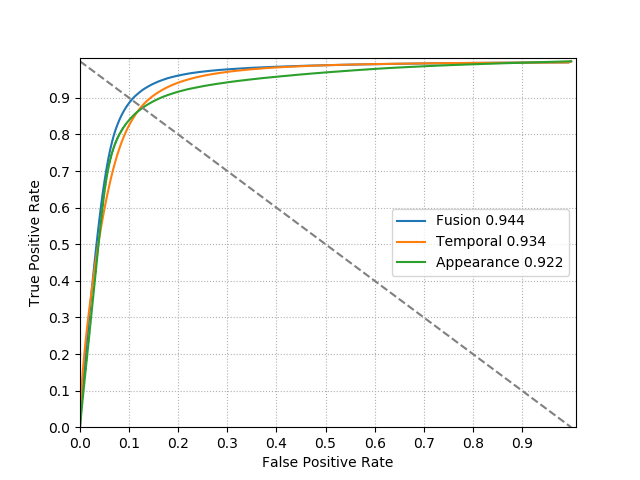 0.9
0.8
0.7
0.6
0.5
0.4
0.3
0.2
0.1
0.0
True Positive Rate
Fusion 0.944
Temporal 0.934
Appearance 0.922
0.0 0.1 0.2 0.3 0.4 0.5 0.6 0.7 0.8 0.9
False Positive Rate